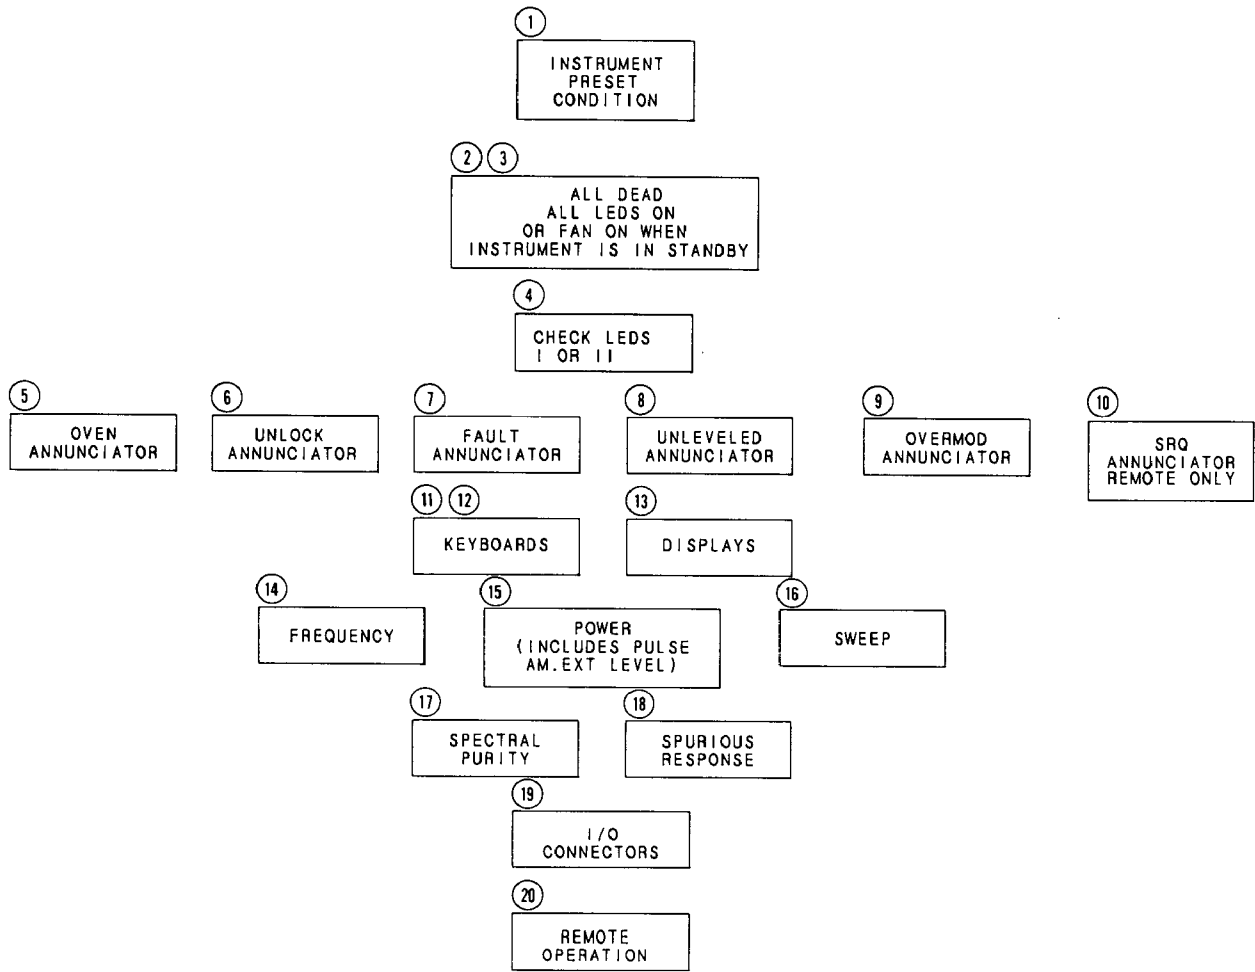 1
INSTRUMENT
PRESET
CONDITION
2 3
ALL DEAD
ALL LEDS ON
OR FAN ON WHEN
INSTRUMENT IS IN STANDBY
4
CHECK LEDS
I OR II
5
OVEN
ANNUNCIATOR
6
UNLOCK
ANNUNCIATOR
7
FAULT
ANNUNCIATOR
8
UNLEVELED
ANNUNCIATOR
9
OVERMOD
ANNUNCIATOR
10
SRQ
ANNUNCIATOR
REMOTE ONLY
11 12
KEYBOARDS
13
DISPLAYS
14
FREQUENCY
15
POWER
(INCLUDES PULSE
AM.EXT LEVEL)
16
SWEEP
17
SPECTRAL
PURITY
18
SPURIOUS
RESPONSE
19
I/O
CONNECTORS
20
REMOTE
OPERATION